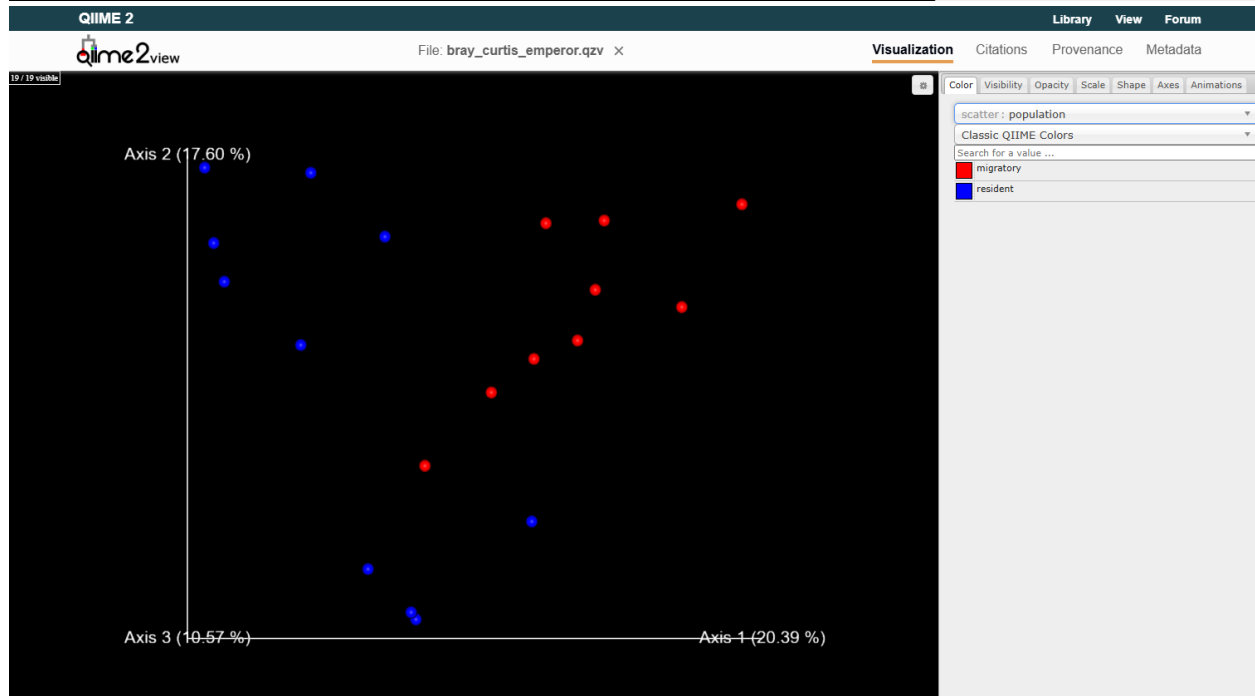 QIIME 2 Library View Forum
qiime2view File: bray_curtis_emperor.qzv × Visualization Citations Provenance Metadata
19 / 19 visible
Color Visibility Opacity Scale Shape Axes Animations
scatter : population
Classic QIIME Colors
Search for a value ...
migratory
resident
Axis 2 (17.60 %)
Axis 3 (10.57 %)
Axis 1 (20.39 %)